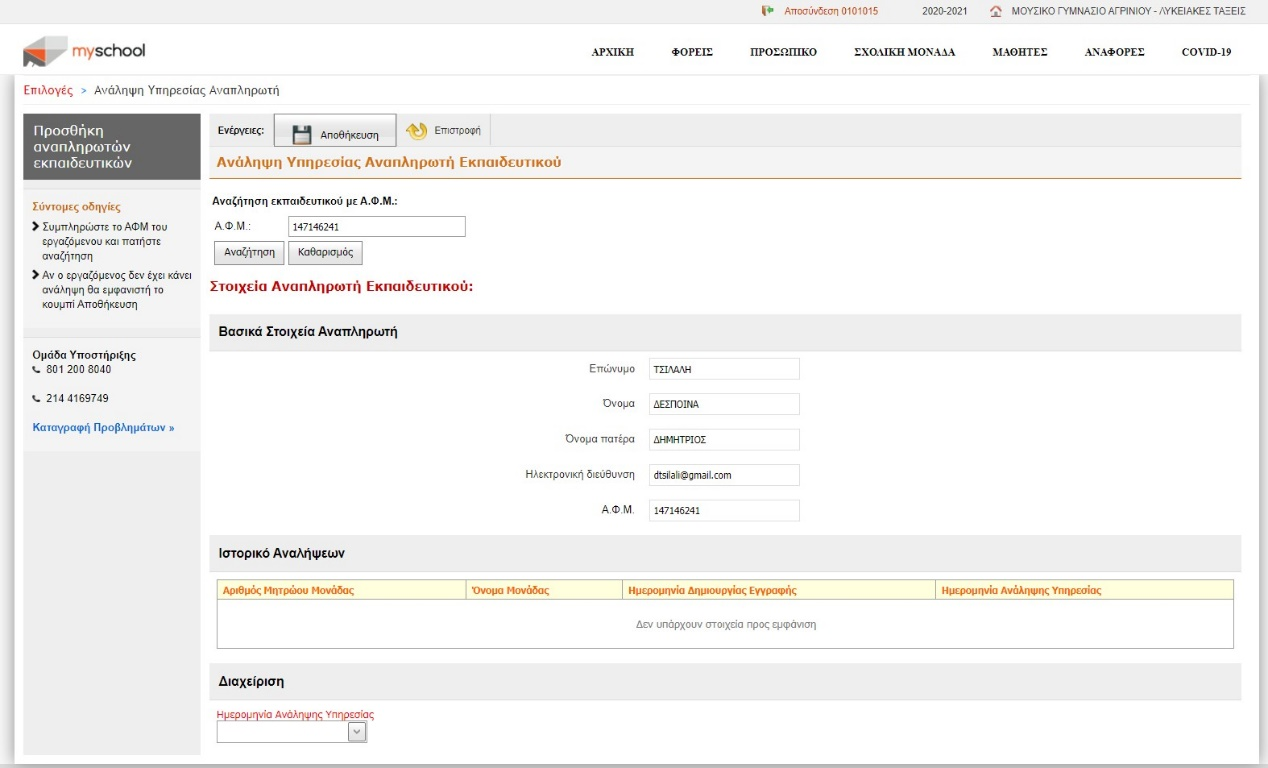 Αποσύνδεση 0101015
2020-2021
ΜΟΥΣΙΚΟ ΓΥΜΝΑΣΙΟ ΑΓΡΙΝΙΟΥ - ΛΥΚΕΙΑΚΕΣ ΤΑΞΕΙΣ
myschool
ΑΡΧΙΚΗ
ΦΟΡΕΙΣ
ΠΡΟΣΩΠΙΚΟ
ΣΧΟΛΙΚΗ ΜΟΝΑΔΑ
ΜΑΘΗΤΕΣ
ΑΝΑΦΟΡΕΣ
COVID-19
Επιλογές > Ανάληψη Υπηρεσίας Αναπληρωτή
Προσθήκη
αναπληρωτών
εκπαιδευτικών
Σύντομες οδηγίες
Συμπληρώστε το ΑΦΜ του
εργαζόμενου και πατήστε
αναζήτηση
Αν ο εργαζόμενος δεν έχει κάνει
ανάληψη θα εμφανιστή το
κουμπί Αποθήκευση
Ομάδα Υποστήριξης
801 200 8040
214 4169749
Καταγραφή Προβλημάτων »
Ενέργειες:
Αποθήκευση
Επιστροφή
Ανάληψη Υπηρεσίας Αναπληρωτή Εκπαιδευτικού
Αναζήτηση εκπαιδευτικού με Α.Φ.Μ.:
Α.Φ.Μ.: 147146241
Αναζήτηση
Καθαρισμός
Στοιχεία Αναπληρωτή Εκπαιδευτικού:
Βασικά Στοιχεία Αναπληρωτή
Επώνυμο ΤΣΙΛΑΛΗ
Όνομα ΔΕΣΠΟΙΝΑ
Όνομα πατέρα ΔΗΜΗΤΡΙΟΣ
Ηλεκτρονική διεύθυνση dtsilali@gmail.com
Α.Φ.Μ. 147146241
Ιστορικό Αναλήψεων
Αριθμός Μητρώου Μονάδας
Όνομα Μονάδας
Ημερομηνία Δημιουργίας Εγγραφής
Ημερομηνία Ανάληψης Υπηρεσίας
Δεν υπάρχουν στοιχεία προς εμφάνιση
Διαχείριση
Ημερομηνία Ανάληψης Υπηρεσίας